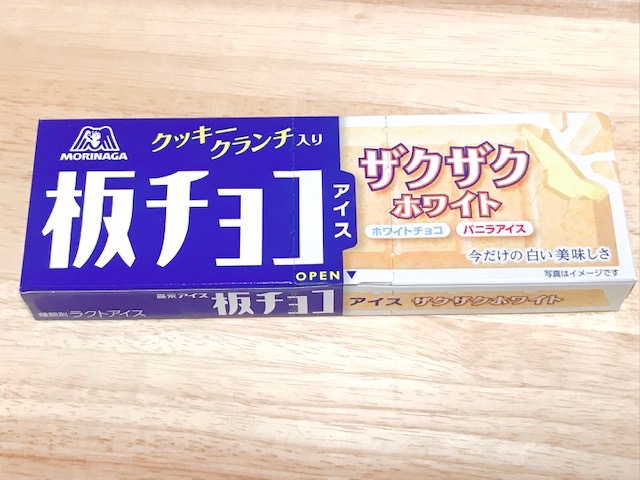 MORINAGA
クッキー
クランチ入り
板チョコ
アイス
OPEN▼
ザクザク
ホワイト
ホワイトチョコ
バニラアイス
今だけの白い美味しさ
写真はイメージです
種類別 ラクトアイス
森永アイス
板チョコ
アイス ザクザクホワイト